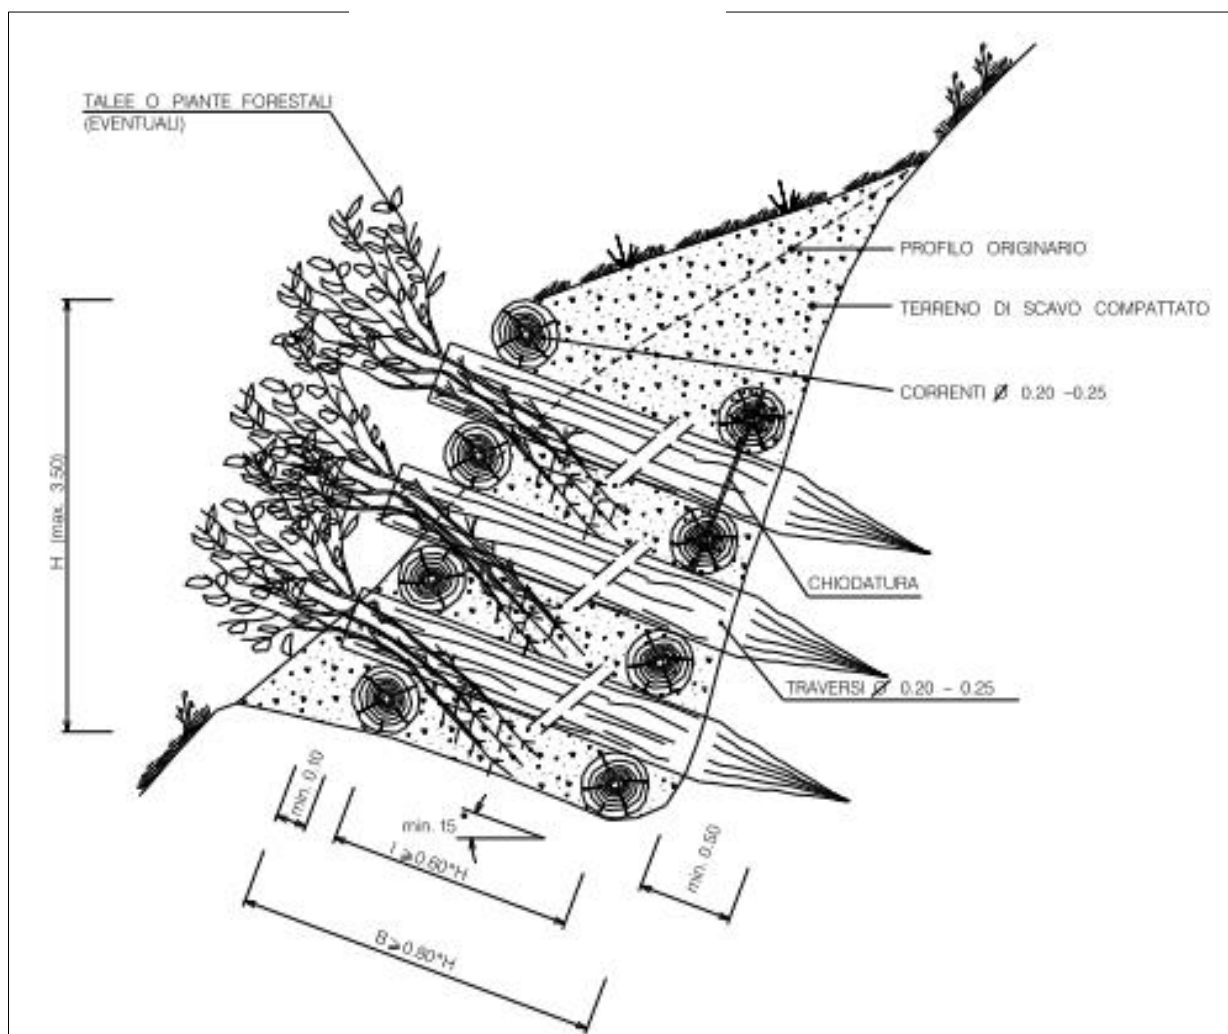 TALEE O PIANTE FORESTALI
(EVENTUALI)
PROFILO ORIGINARIO
TERRENO DI SCAVO COMPATTATO
CORRENTI Ø 0.20 -0.25
H (max. 3.50)
CHIODATURA
TRAVERSI Ø 0.20 - 0.25
min. 0.10
min. 15°
l ⩾0.60*H
min. 0.50
B⩾0.80*H